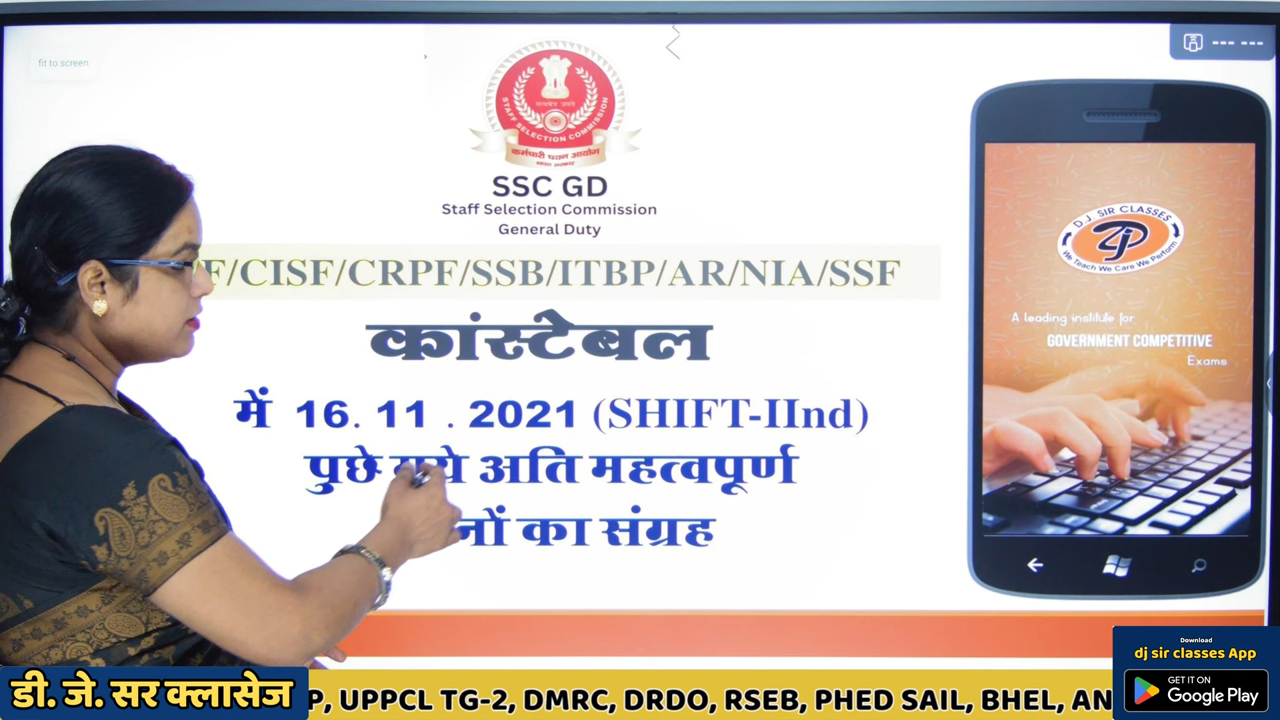 fit to screen
STAFF SELECTION COMMISSION
कर्मचारी चयन आयोग
SSC GD
Staff Selection Commission
General Duty
F/CISF/CRPF/SSB/ITBP/AR/NIA/SSF
कांस्टेबल
में 16. 11 . 2021 (SHIFT-IInd)
पुछे गये अति महत्वपूर्ण
नों का संग्रह
D.J. SIR CLASSES
We Teach We Care We Perform
A leading institute for
GOVERNMENT COMPETITIVE
Exams
डी. जे. सर क्लासेज
P, UPPCL TG-2, DMRC, DRDO, RSEB, PHED SAIL, BHEL, AN
Download
dj sir classes App
GET IT ON
Google Play